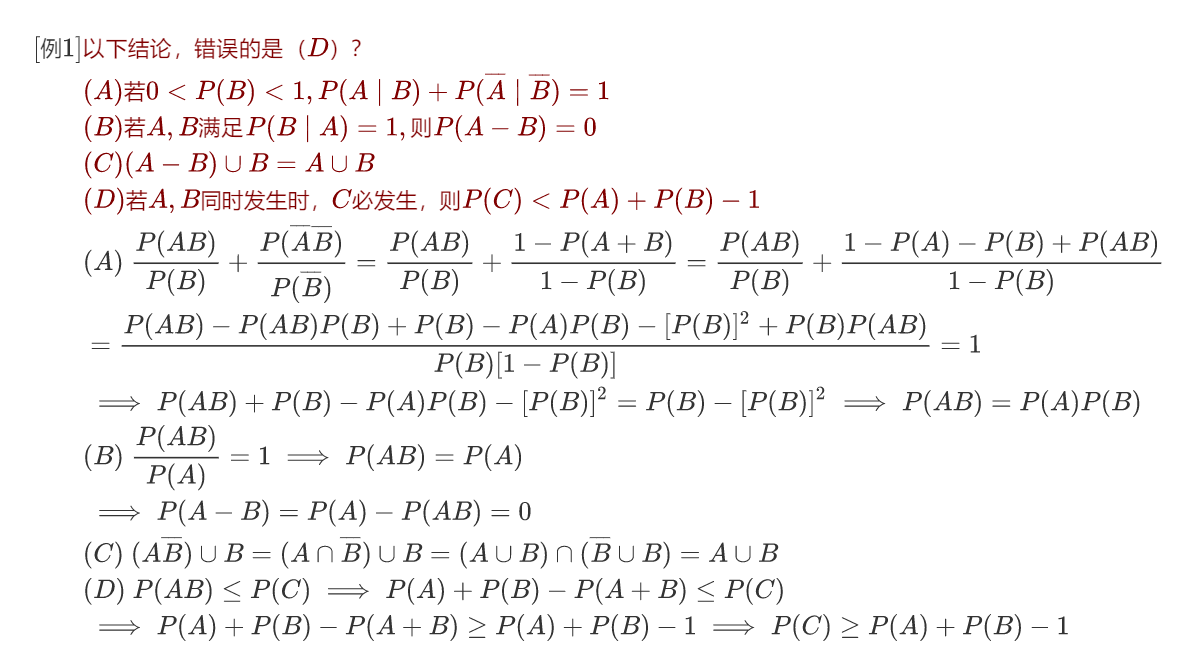 [例1]以下结论，错误的是（D）？
(A)若0 < P(B) < 1, P(A | B) + P(A̅ | B̅) = 1
(B)若A, B满足P(B | A) = 1, 则P(A − B) = 0
(C)(A − B) ∪ B = A ∪ B
(D)若A, B同时发生时，C必发生，则P(C) < P(A) + P(B) − 1
(A) P(AB)/P(B) + P(A̅B̅)/P(B̅) = P(AB)/P(B) + (1 − P(A + B))/(1 − P(B)) = P(AB)/P(B) + (1 − P(A) − P(B) + P(AB))/(1 − P(B))
= (P(AB) − P(AB)P(B) + P(B) − P(A)P(B) − [P(B)]² + P(B)P(AB))/(P(B)[1 − P(B)]) = 1
⟹ P(AB) + P(B) − P(A)P(B) − [P(B)]² = P(B) − [P(B)]² ⟹ P(AB) = P(A)P(B)
(B) P(AB)/P(A) = 1 ⟹ P(AB) = P(A)
⟹ P(A − B) = P(A) − P(AB) = 0
(C) (AB̅) ∪ B = (A ∩ B̅) ∪ B = (A ∪ B) ∩ (B̅ ∪ B) = A ∪ B
(D) P(AB) ≤ P(C) ⟹ P(A) + P(B) − P(A + B) ≤ P(C)
⟹ P(A) + P(B) − P(A + B) ≥ P(A) + P(B) − 1 ⟹ P(C) ≥ P(A) + P(B) − 1